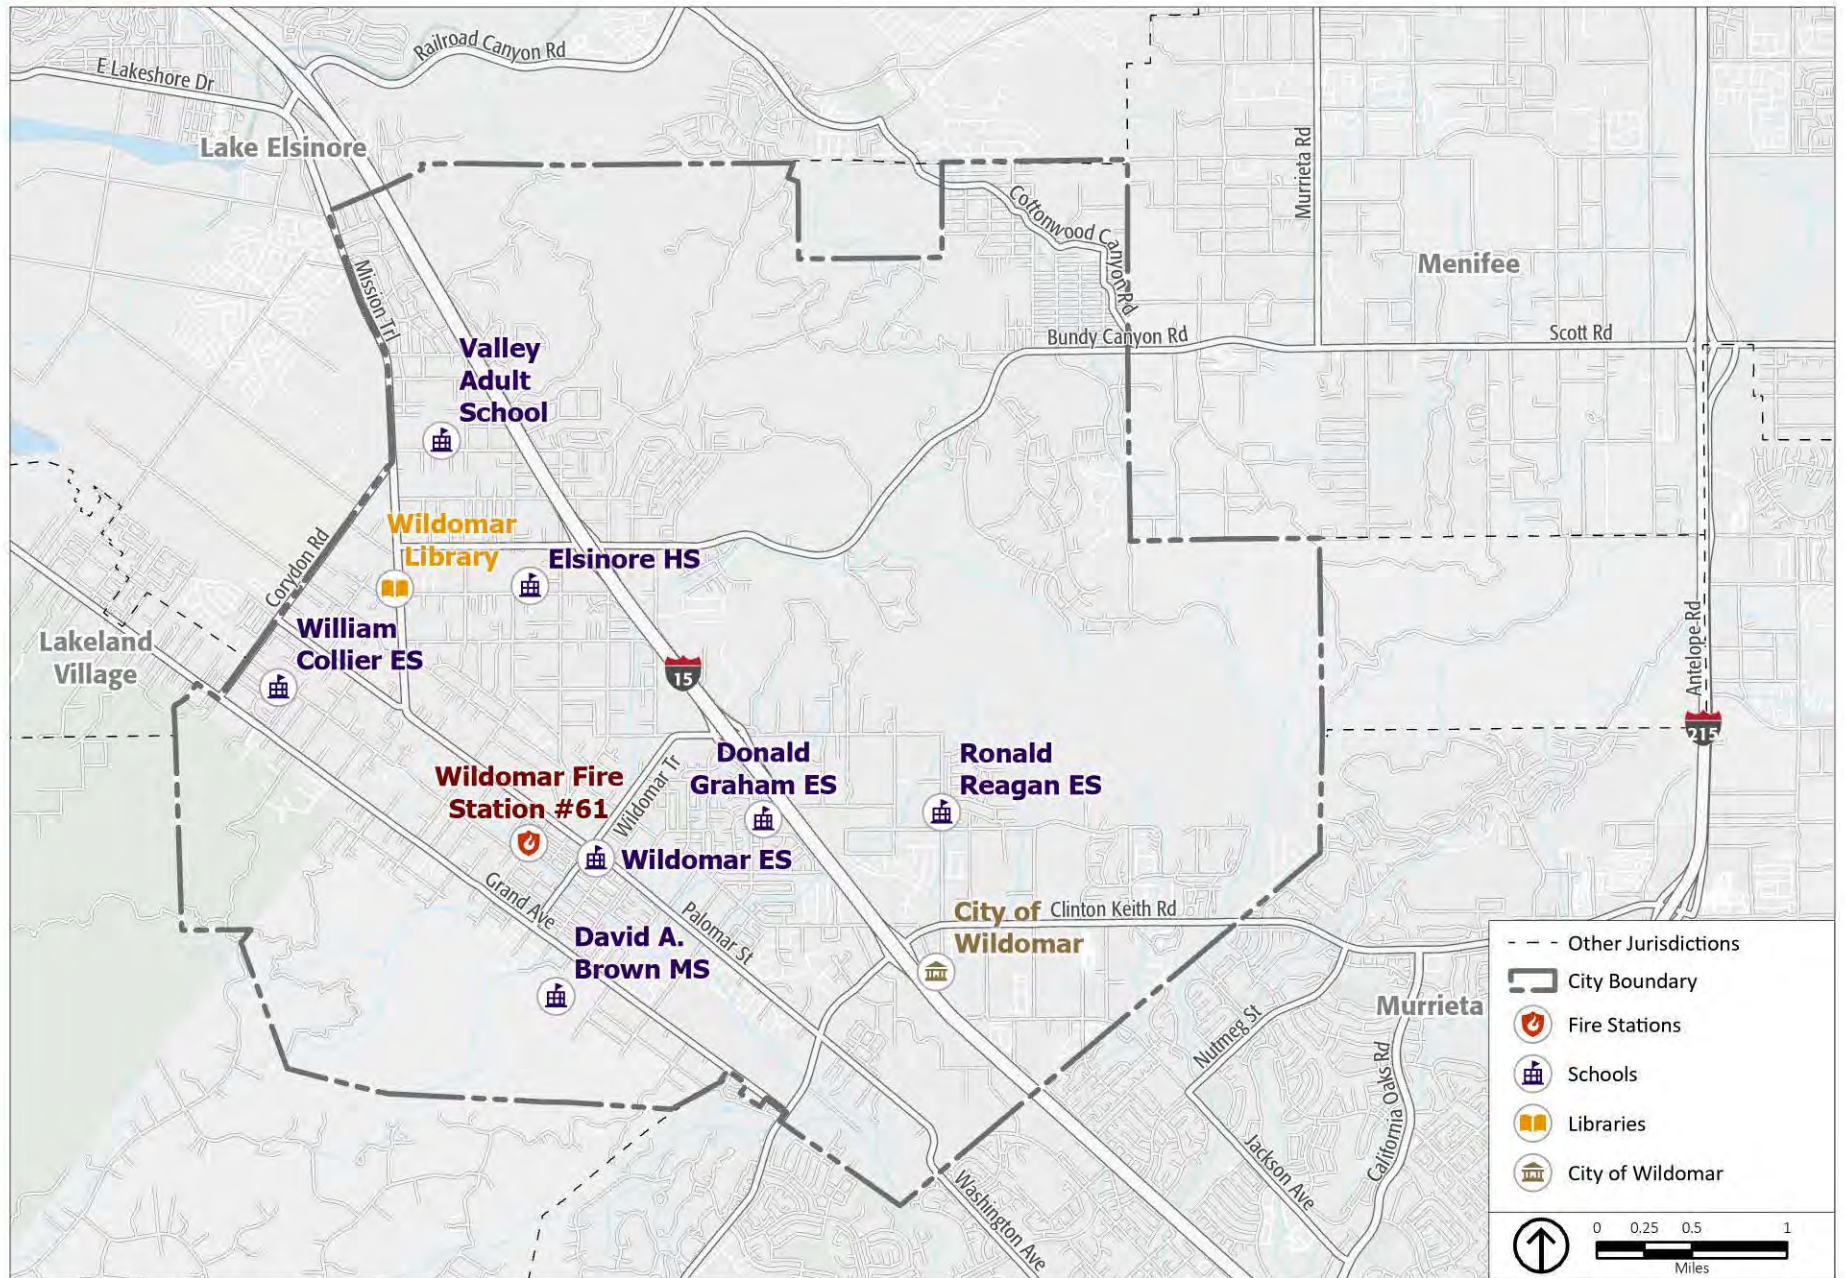 Railroad Canyon Rd
E Lakeshore Dr
Lake Elsinore
Murrieta Rd
Cottonwood Canyon Rd
Menifee
Mission Trl
Bundy Canyon Rd
Scott Rd
Valley
Adult
School
Wildomar
Library
Elsinore HS
Corydon Rd
William
Collier ES
Lakeland
Village
15
Antelope Rd
215
Donald
Graham ES
Ronald
Reagan ES
Wildomar Fire
Station #61
Wildomar Tr
Wildomar ES
Grand Ave
Palomar St
City of
Wildomar
Clinton Keith Rd
David A.
Brown MS
Murrieta
Nutmeg St
California Oaks Rd
Jackson Ave
Washington Ave
Other Jurisdictions
City Boundary
Fire Stations
Schools
Libraries
City of Wildomar
0 0.25 0.5 1
Miles